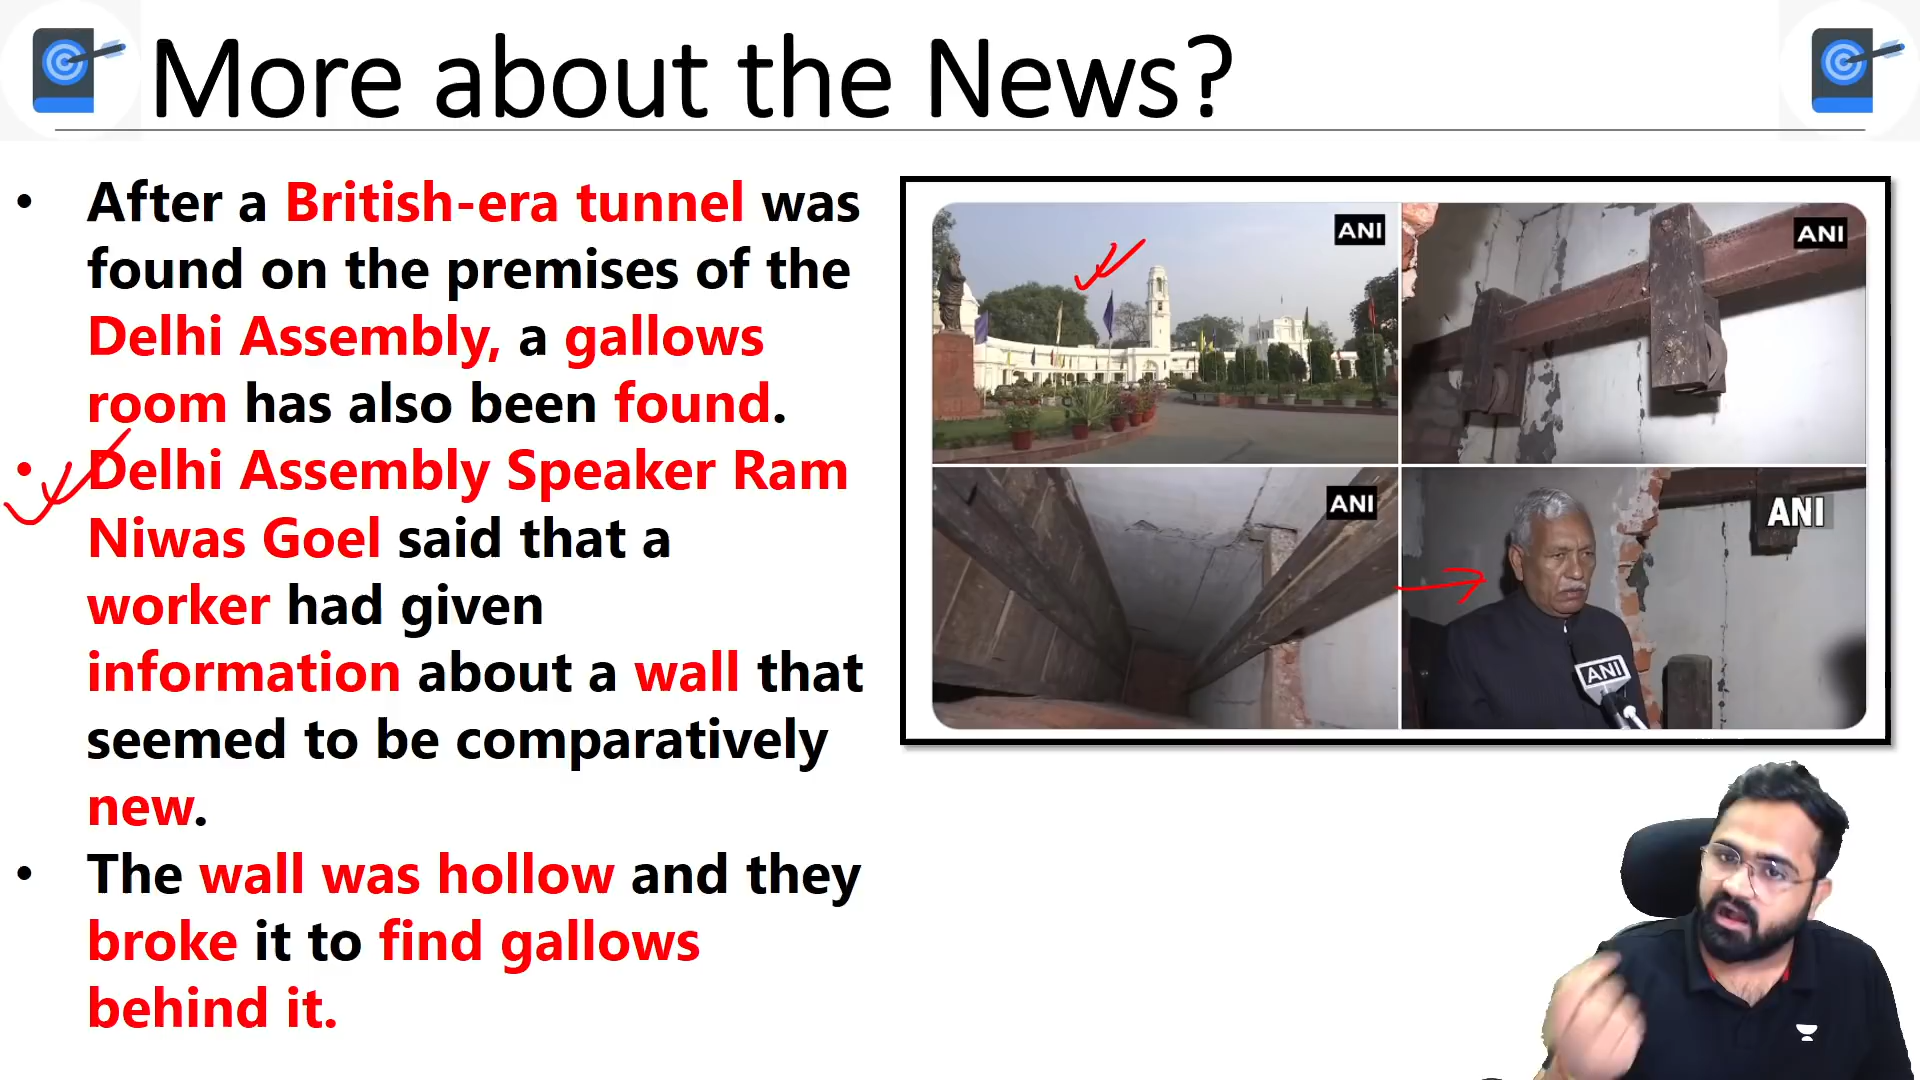 More about the News?
• After a British-era tunnel was
found on the premises of the
Delhi Assembly, a gallows
room has also been found.
• Delhi Assembly Speaker Ram
Niwas Goel said that a
worker had given
information about a wall that
seemed to be comparatively
new.
• The wall was hollow and they
broke it to find gallows
behind it.
ANI
ANI
ANI
ANI
ANI